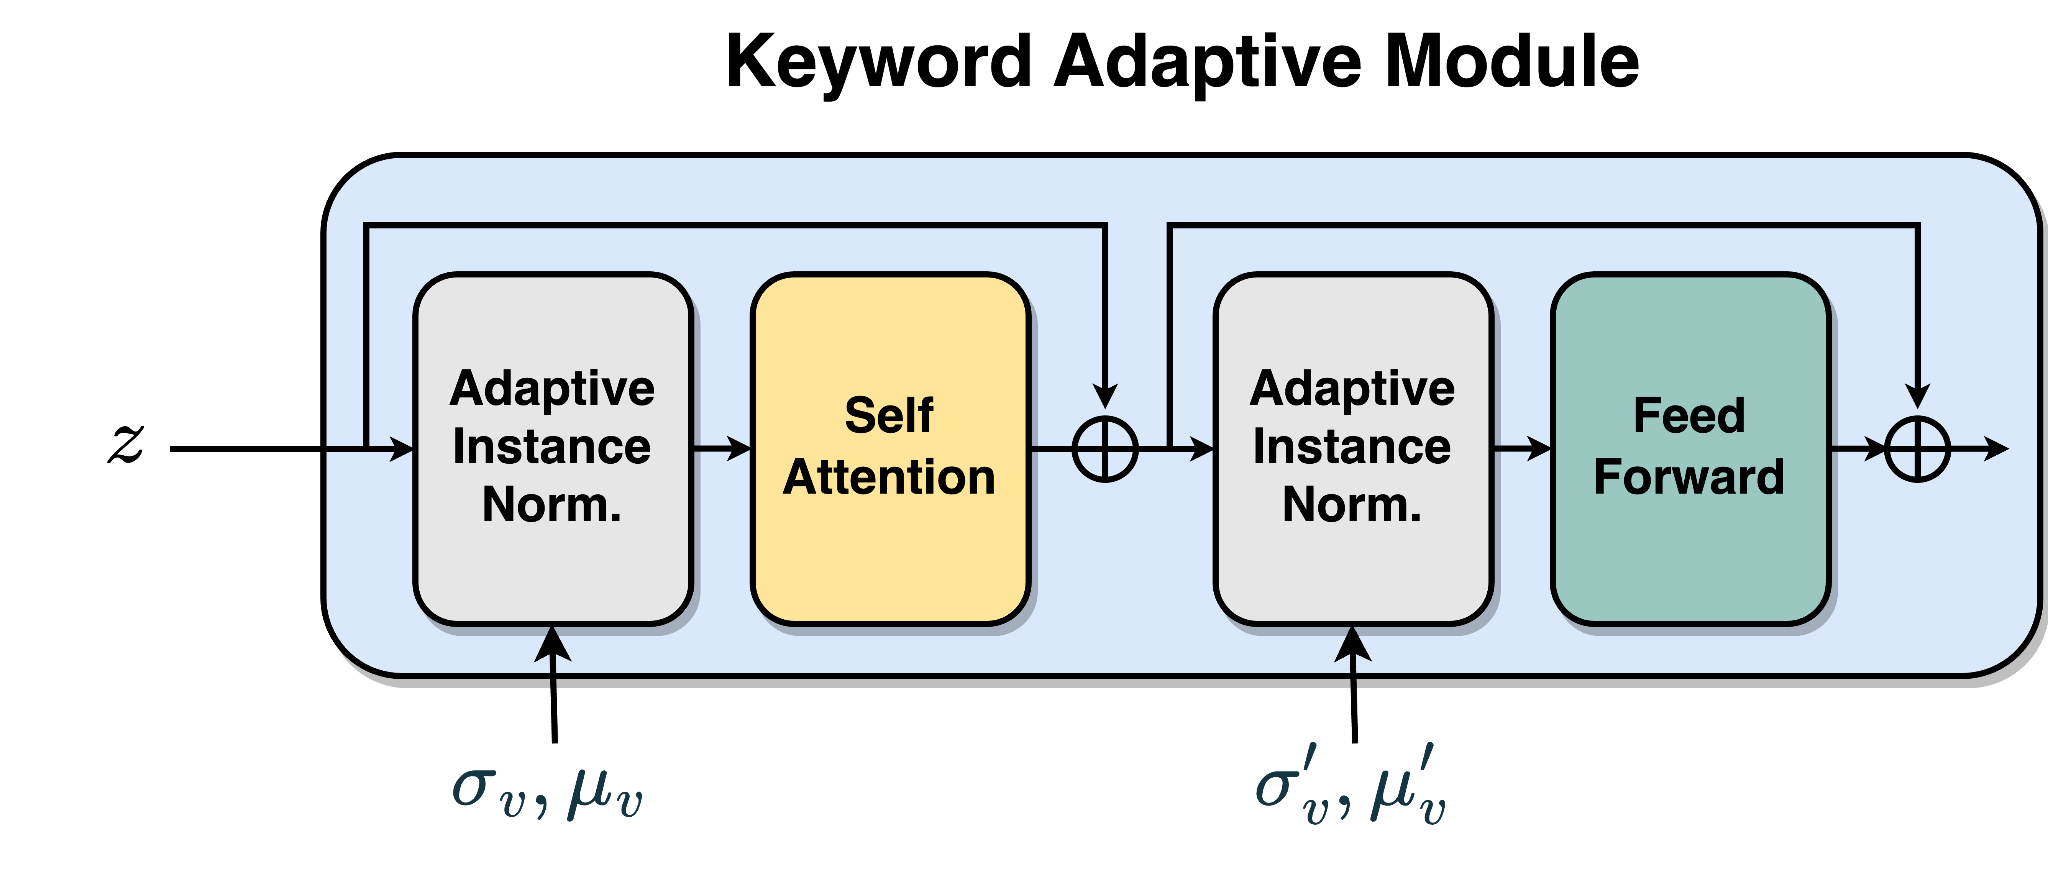 Keyword Adaptive Module
z
Adaptive
Instance
Norm.
Self
Attention
Adaptive
Instance
Norm.
Feed
Forward
σ_v, μ_v
σ'_v, μ'_v